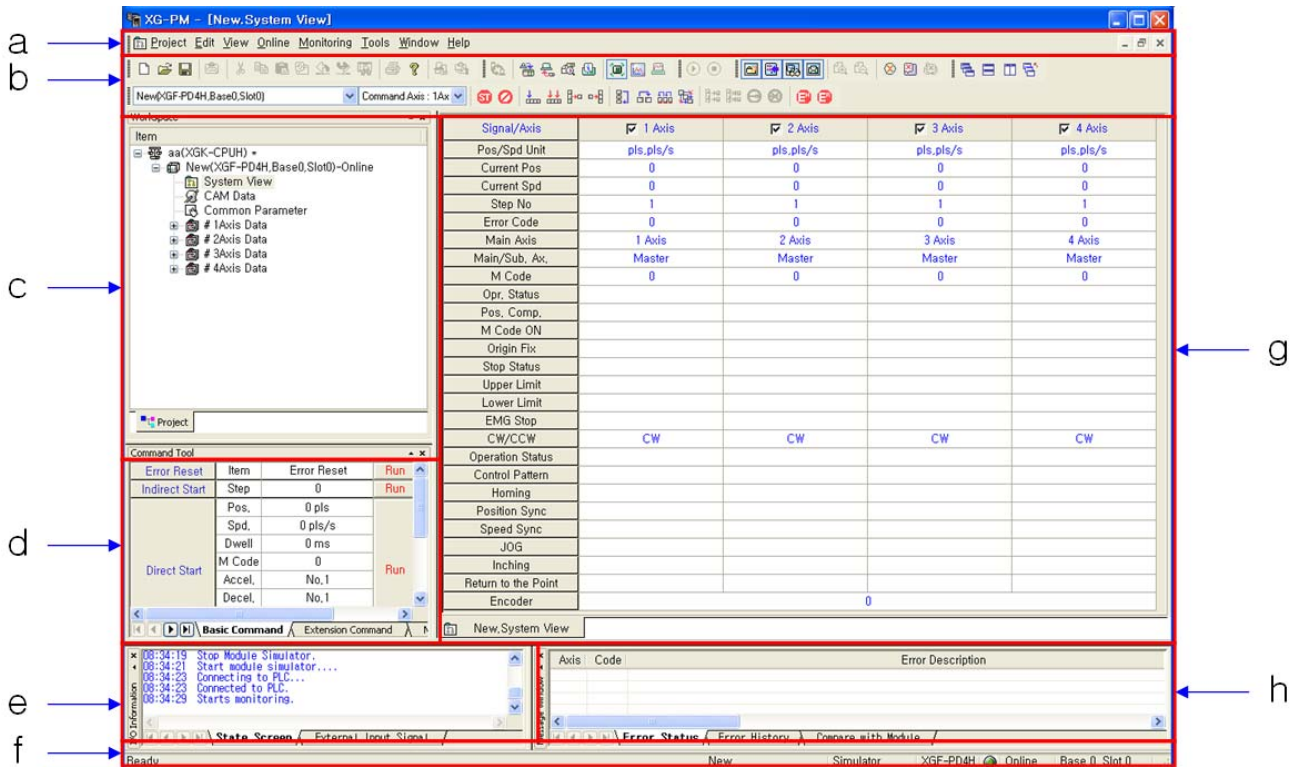 XG-PM - [New.System View]
a
Project Edit View Online Monitoring Tools Window Help
b
New(XGF-PD4H,Base0,Slot0) Command Axis : 1Ax
Workspace
Item
aa(XGK-CPUH) *
New(XGF-PD4H,Base0,Slot0)-Online
System View
CAM Data
Common Parameter
# 1Axis Data
# 2Axis Data
# 3Axis Data
# 4Axis Data
c
Project
Signal/Axis 1 Axis 2 Axis 3 Axis 4 Axis
Pos/Spd Unit pls,pls/s pls,pls/s pls,pls/s pls,pls/s
Current Pos 0 0 0 0
Current Spd 0 0 0 0
Step No 1 1 1 1
Error Code 0 0 0 0
Main Axis 1 Axis 2 Axis 3 Axis 4 Axis
Main/Sub. Ax. Master Master Master Master
M Code 0 0 0 0
Opr. Status
Pos. Comp.
M Code ON
Origin Fix
Stop Status
Upper Limit
Lower Limit
EMG Stop
CW/CCW CW CW CW CW
Operation Status
Control Pattern
Homing
Position Sync
Speed Sync
JOG
Inching
Return to the Point
Encoder 0
New.System View
g
Command Tool
Error Reset Item Error Reset Run
Indirect Start Step 0 Run
Direct Start Run
Pos. 0 pls
Spd. 0 pls/s
Dwell 0 ms
M Code 0
Accel. No.1
Decel. No.1
d
Basic Command Extension Command
08:34:19 Stop Module Simulator.
08:34:21 Start module simulator....
08:34:23 Connecting to PLC...
08:34:23 Connected to PLC.
08:34:29 Starts monitoring.
I/O Information
State Screen External Input Signal
e
Axis Code Error Description
Message Window
Error Status Error History Compare with Module
h
f
Ready New Simulator XGF-PD4H Online Base 0, Slot 0